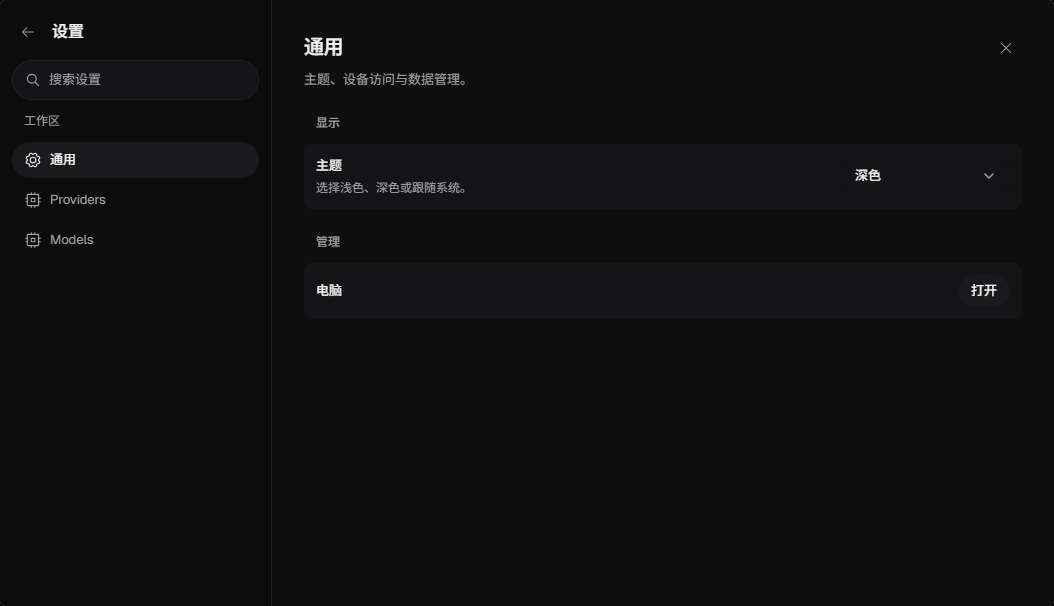 设置
搜索设置
工作区
通用
Providers
Models
通用
主题、设备访问与数据管理。
显示
主题
选择浅色、深色或跟随系统。
深色
管理
电脑
打开